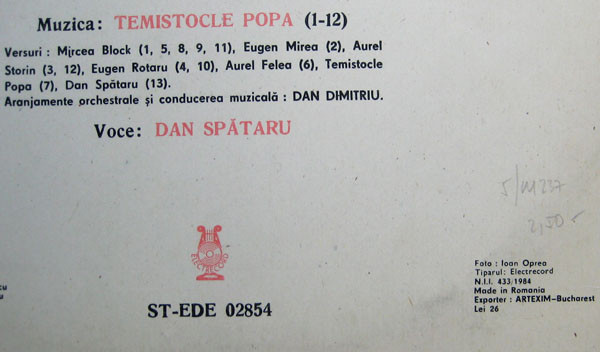 Muzica: TEMISTOCLE POPA (1-12)
Versuri : Mircea Block (1, 5, 8, 9, 11), Eugen Mirea (2), Aurel
Storin (3, 12), Eugen Rotaru (4, 10), Aurel Felea (6), Temistocle
Popa (7), Dan Spătaru (13).
Aranjamente orchestrale și conducerea muzicală : DAN DIMITRIU.
Voce: DAN SPĂTARU
ELECTRECORD
ST-EDE 02854
2,50
Foto : Ioan Oprea
Tiparul: Electrecord
N.I.I. 433/1984
Made in Romania
Exporter : ARTEXIM-Bucharest
Lei 26